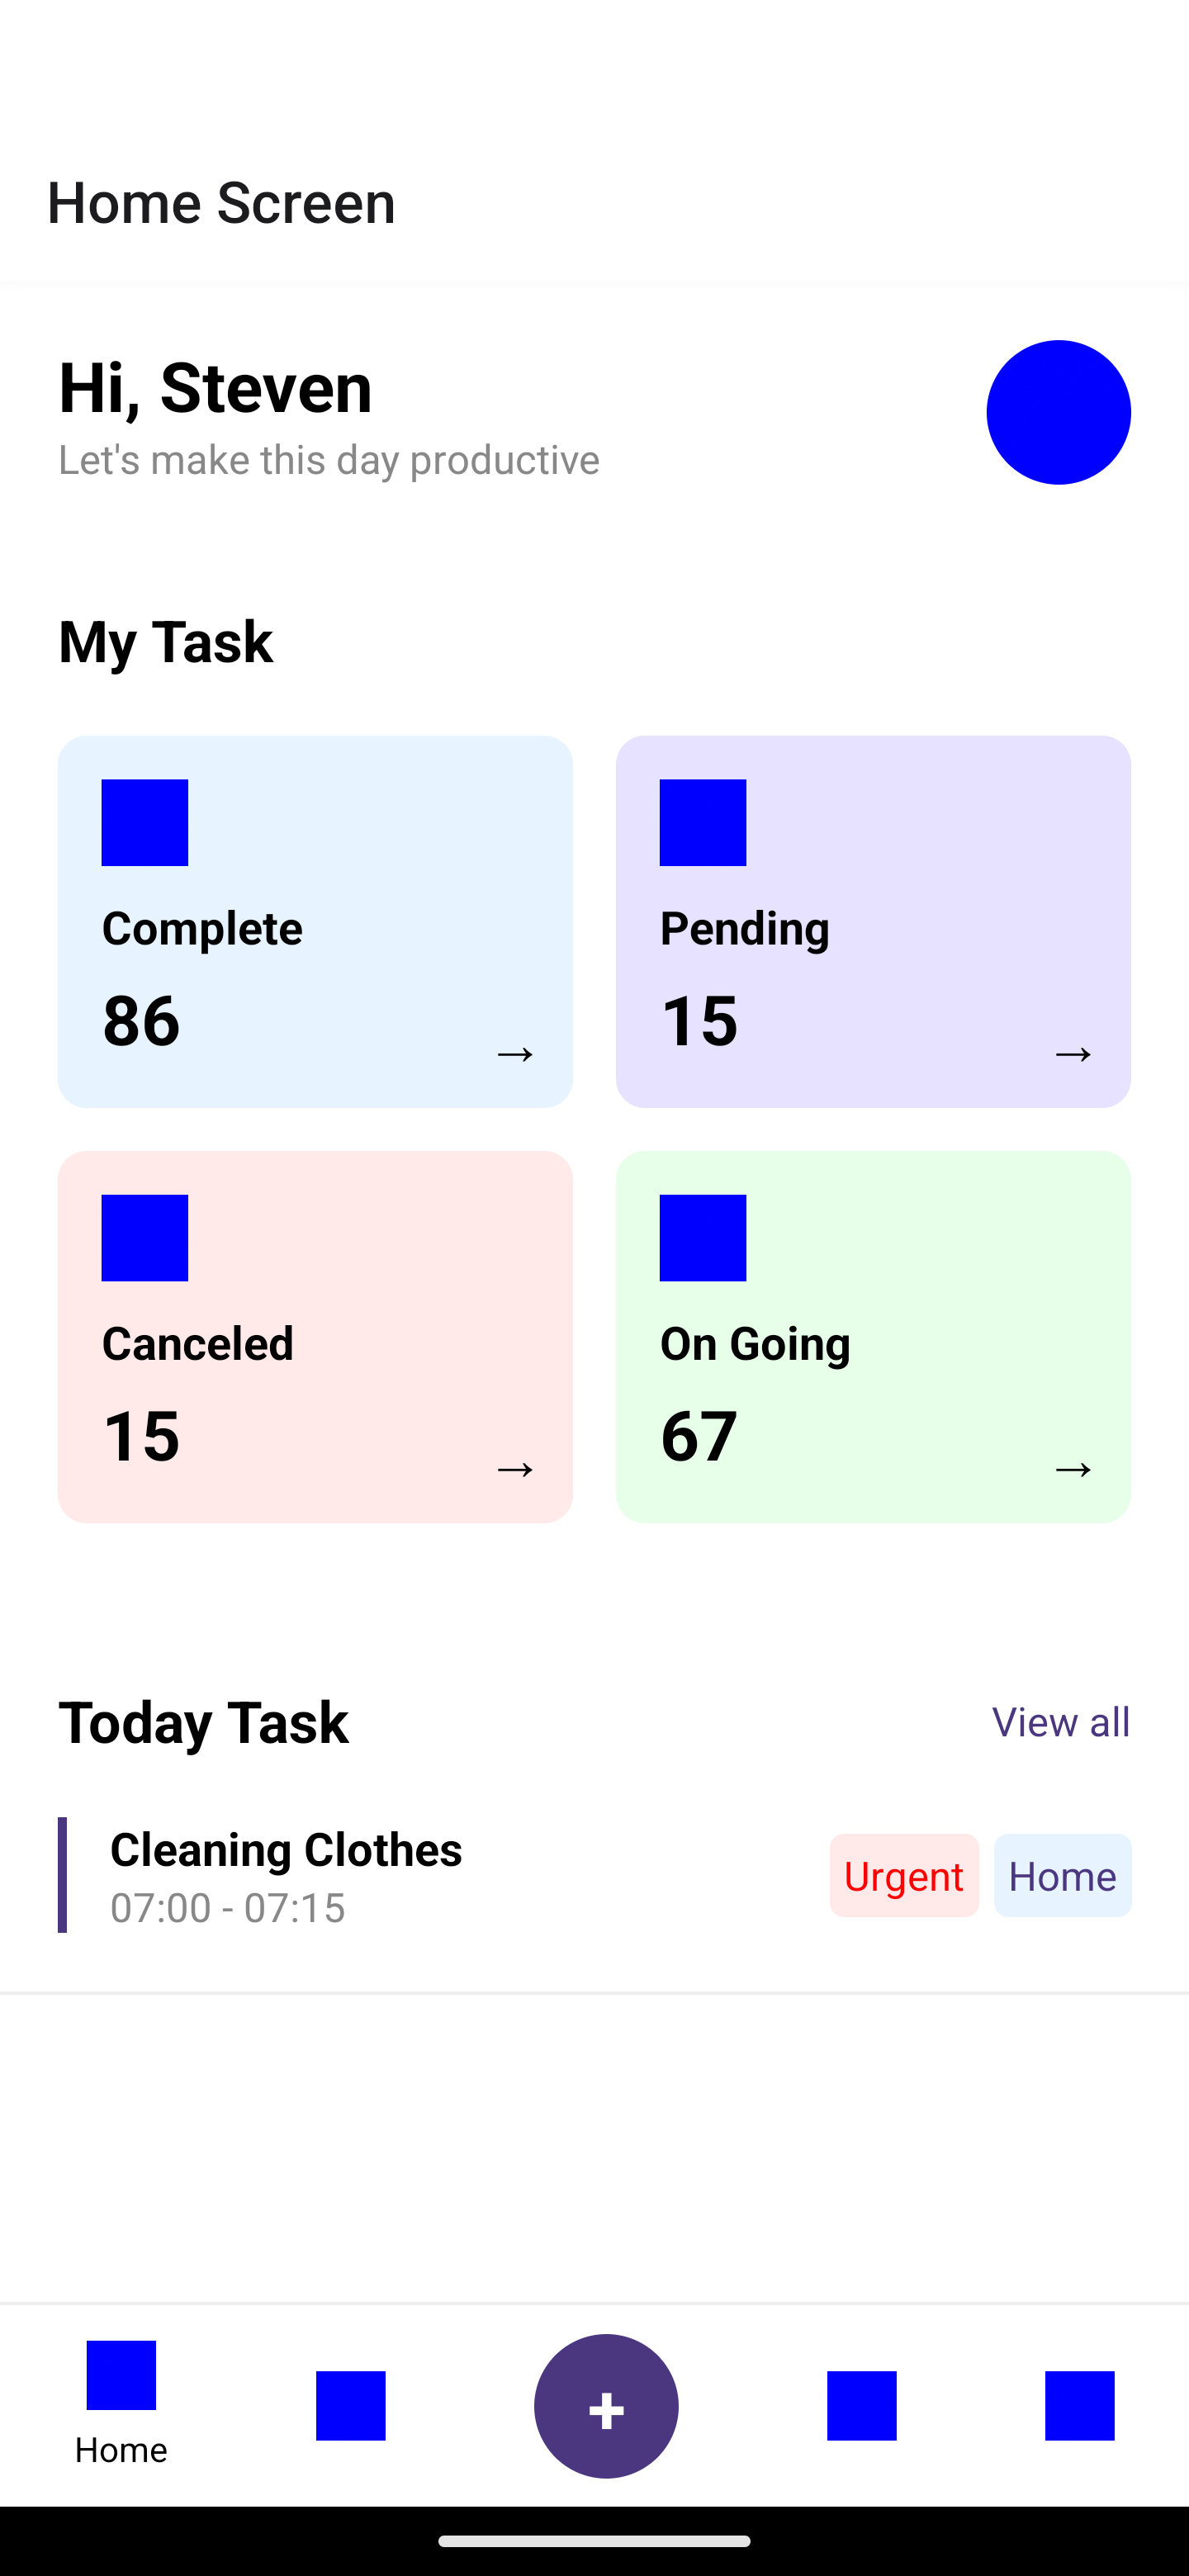 Home Screen
Hi, Steven
Let's make this day productive
My Task
Complete
86
→
Pending
15
→
Canceled
15
→
On Going
67
→
Today Task
View all
Cleaning Clothes
07:00 - 07:15
Urgent
Home
Home
+